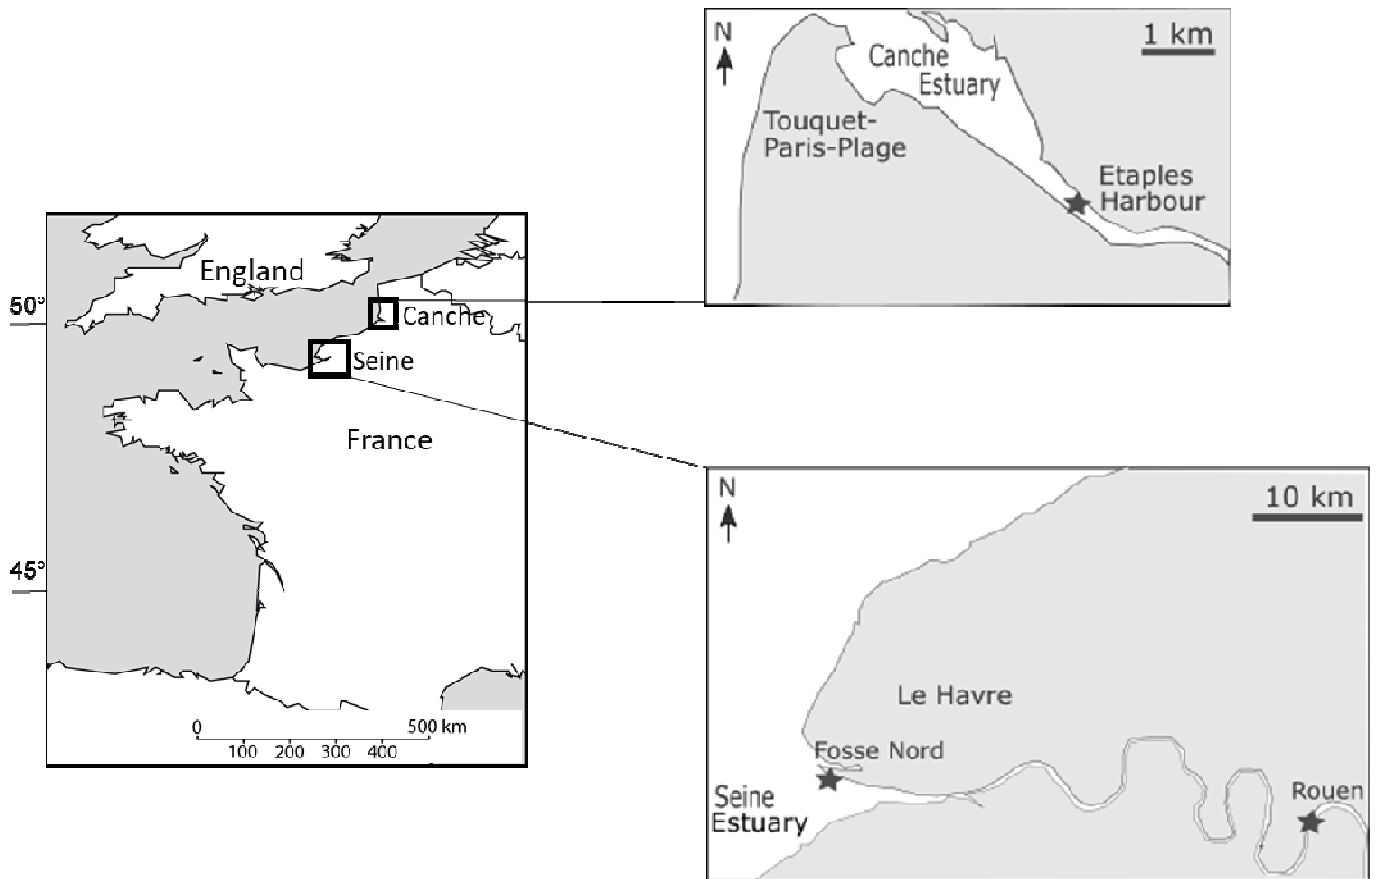 N
1 km
Canche
Estuary
Touquet-
Paris-Plage
Etaples
Harbour
England
50°
Canche
Seine
France
45°
0
500 km
100 200 300 400
N
10 km
Le Havre
Fosse Nord
Seine
Estuary
Rouen